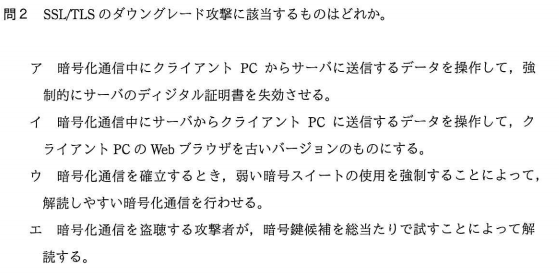 問2 SSL/TLSのダウングレード攻撃に該当するものはどれか。
ア 暗号化通信中にクライアント PC からサーバに送信するデータを操作して，強
制的にサーバのディジタル証明書を失効させる。
イ 暗号化通信中にサーバからクライアント PC に送信するデータを操作して，ク
ライアント PC の Web ブラウザを古いバージョンのものにする。
ウ 暗号化通信を確立するとき，弱い暗号スイートの使用を強制することによって，
解読しやすい暗号化通信を行わせる。
エ 暗号化通信を盗聴する攻撃者が，暗号鍵候補を総当たりで試すことによって解
読する。